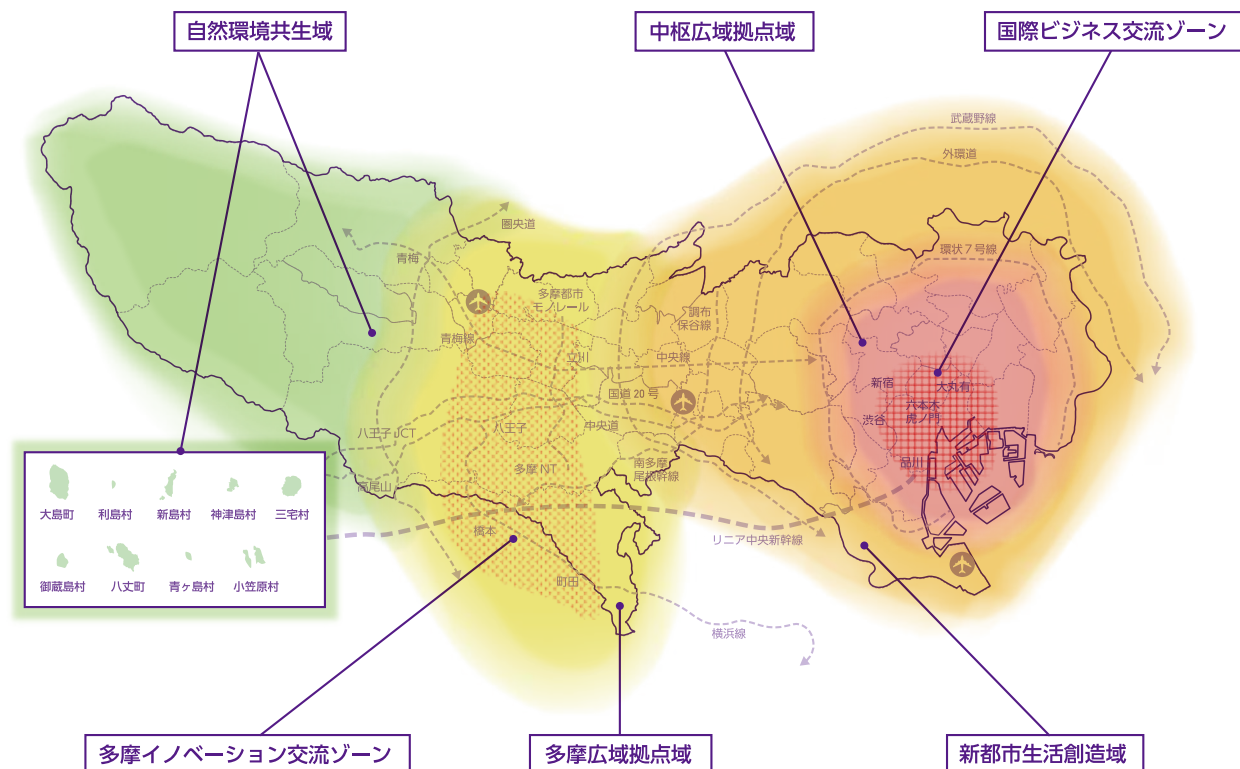 自然環境共生域
中枢広域拠点域
国際ビジネス交流ゾーン
武蔵野線
外環道
圏央道
環状7号線
青梅
多摩都市
モノレール
調布
保谷線
青梅線
立川
中央線
新宿
大丸有
国道20号
六本木
虎ノ門
渋谷
八王子JCT
八王子
中央道
品川
多摩NT
南多摩
尾根幹線
高尾山
大島町
利島村
新島村
神津島村
三宅村
橋本
リニア中央新幹線
御蔵島村
八丈町
青ヶ島村
小笠原村
町田
横浜線
多摩イノベーション交流ゾーン
多摩広域拠点域
新都市生活創造域